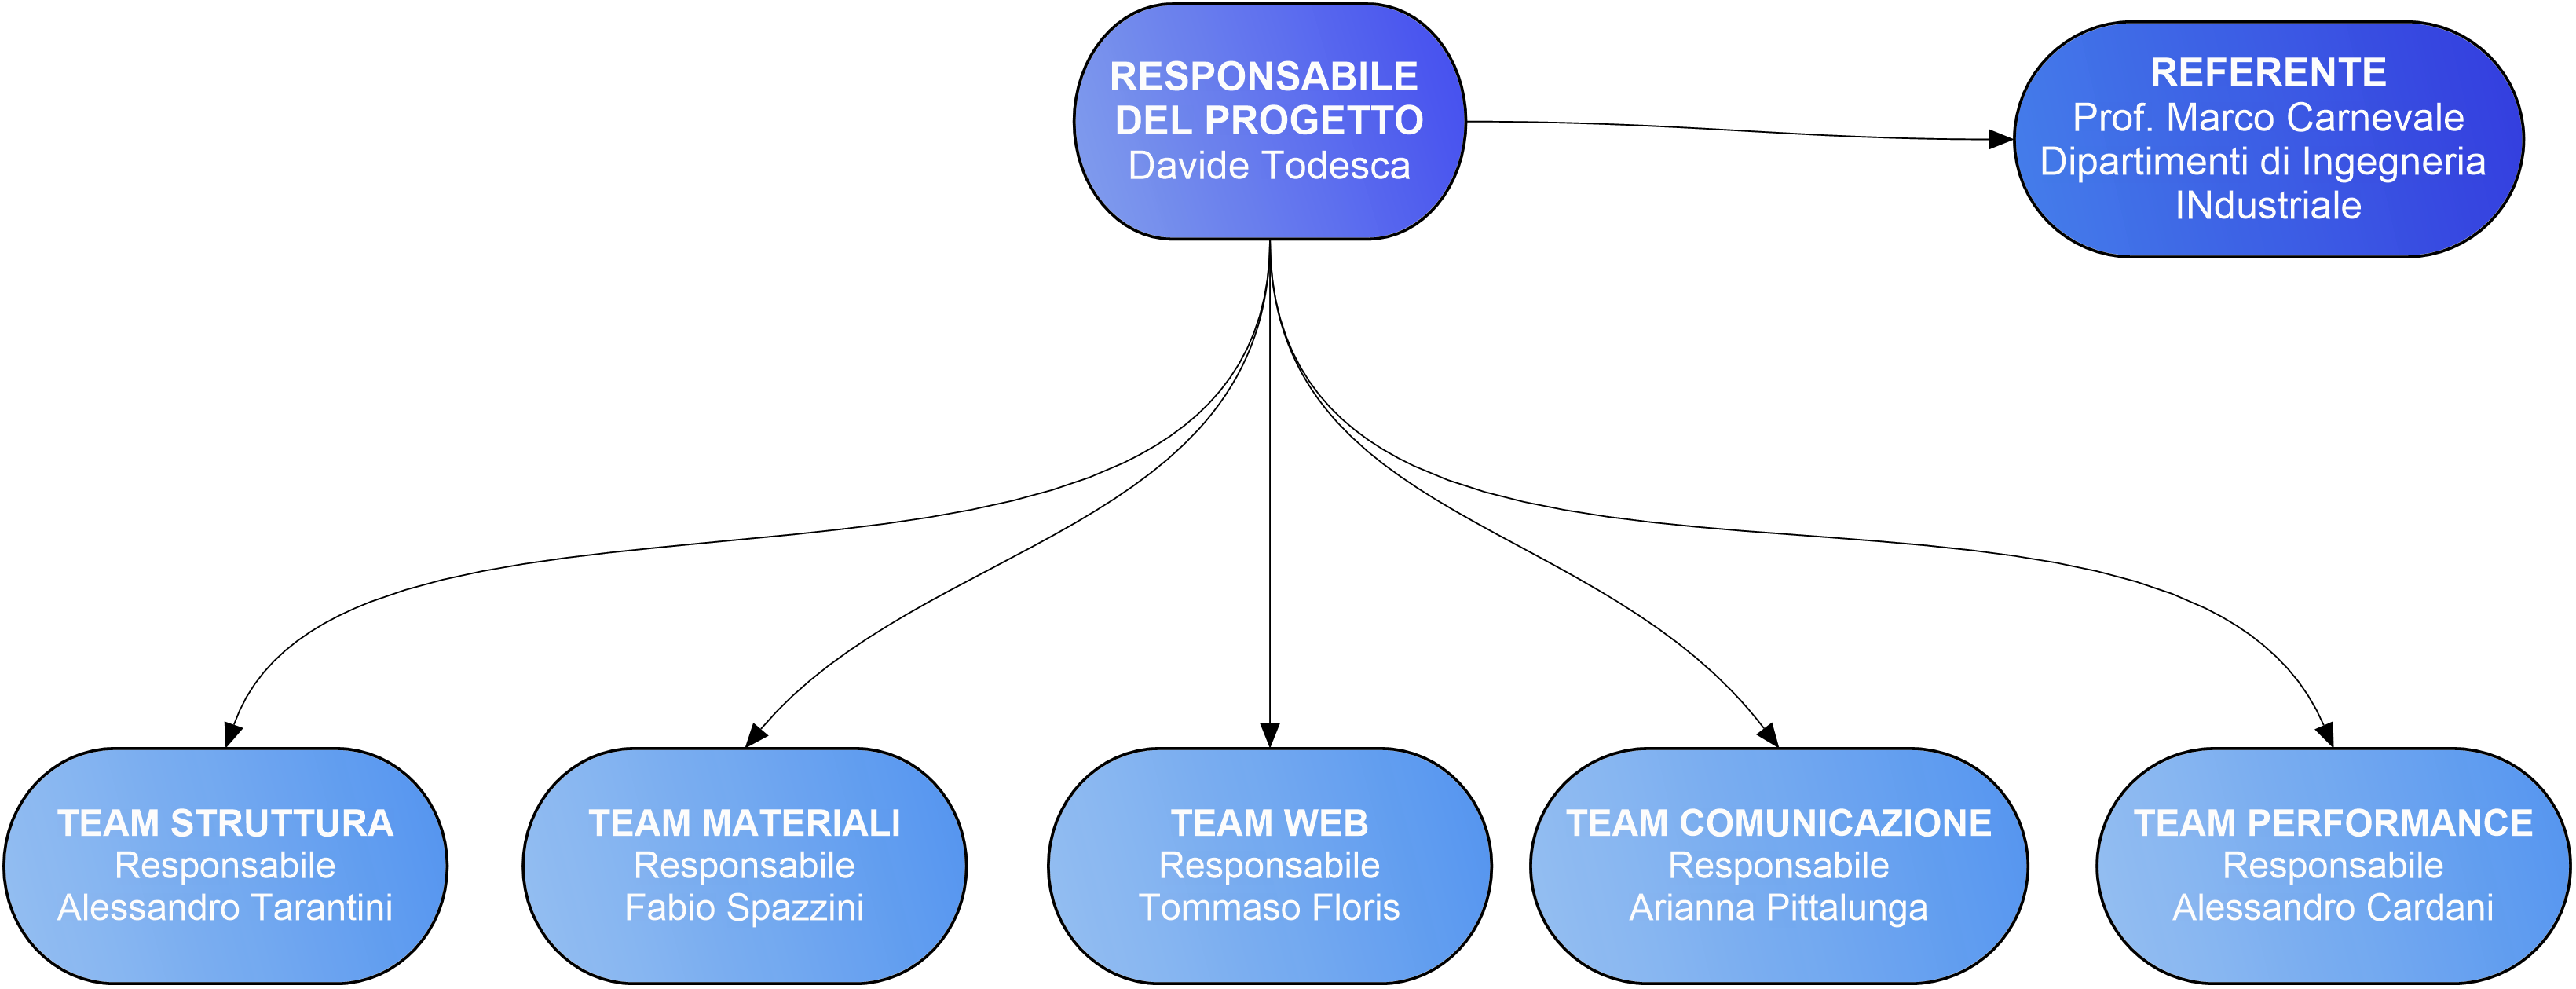 RESPONSABILE
DEL PROGETTO
Davide Todesca
REFERENTE
Prof. Marco Carnevale
Dipartimenti di Ingegneria
INdustriale
TEAM STRUTTURA
Responsabile
Alessandro Tarantini
TEAM MATERIALI
Responsabile
Fabio Spazzini
TEAM WEB
Responsabile
Tommaso Floris
TEAM COMUNICAZIONE
Responsabile
Arianna Pittalunga
TEAM PERFORMANCE
Responsabile
Alessandro Cardani